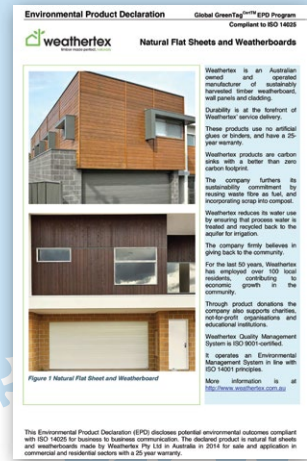 Environmental Product Declaration
Global GreenTag CertTM EPD Program
Compliant to ISO 14025
weathertex
Natural Flat Sheets and Weatherboards
Weathertex is an Australian
owned and operated
manufacturer of sustainably
harvested timber weatherboard,
wall panels and cladding.
Durability is at the forefront of
Weathertex' service delivery.
These products use no artificial
glues or binders, and have a 25-
year warranty.
Weathertex products are carbon
sinks with a better than zero
carbon footprint.
The company furthers its
sustainability commitment by
reusing waste fibre as fuel, and
incorporating scrap into compost.
Weathertex reduces its water use
by ensuring that process water is
treated and recycled back to the
aquifer for irrigation.
The company firmly believes in
giving back to the community.
For the last 50 years, Weathertex
has employed over 100 local
residents, contributing to
economic growth in the
community.
Through product donations the
company also supports charities,
not-for-profit organisations and
educational institutions.
Weathertex Quality Management
System is ISO 9001-certified.
It operates an Environmental
Management System in line with
ISO 14001 principles.
More information is at
http://www.weathertex.com.au
Figure 1 Natural Flat Sheet and Weatherboard
This Environmental Product Declaration (EPD) discloses potential environmental outcomes compliant
with ISO 14025 for business to business communication. The declared product is natural flat sheets
and weatherboards made by Weathertex Pty Ltd in Australia in 2014 for sale and application in
commercial and residential sectors with a 25 year warranty.